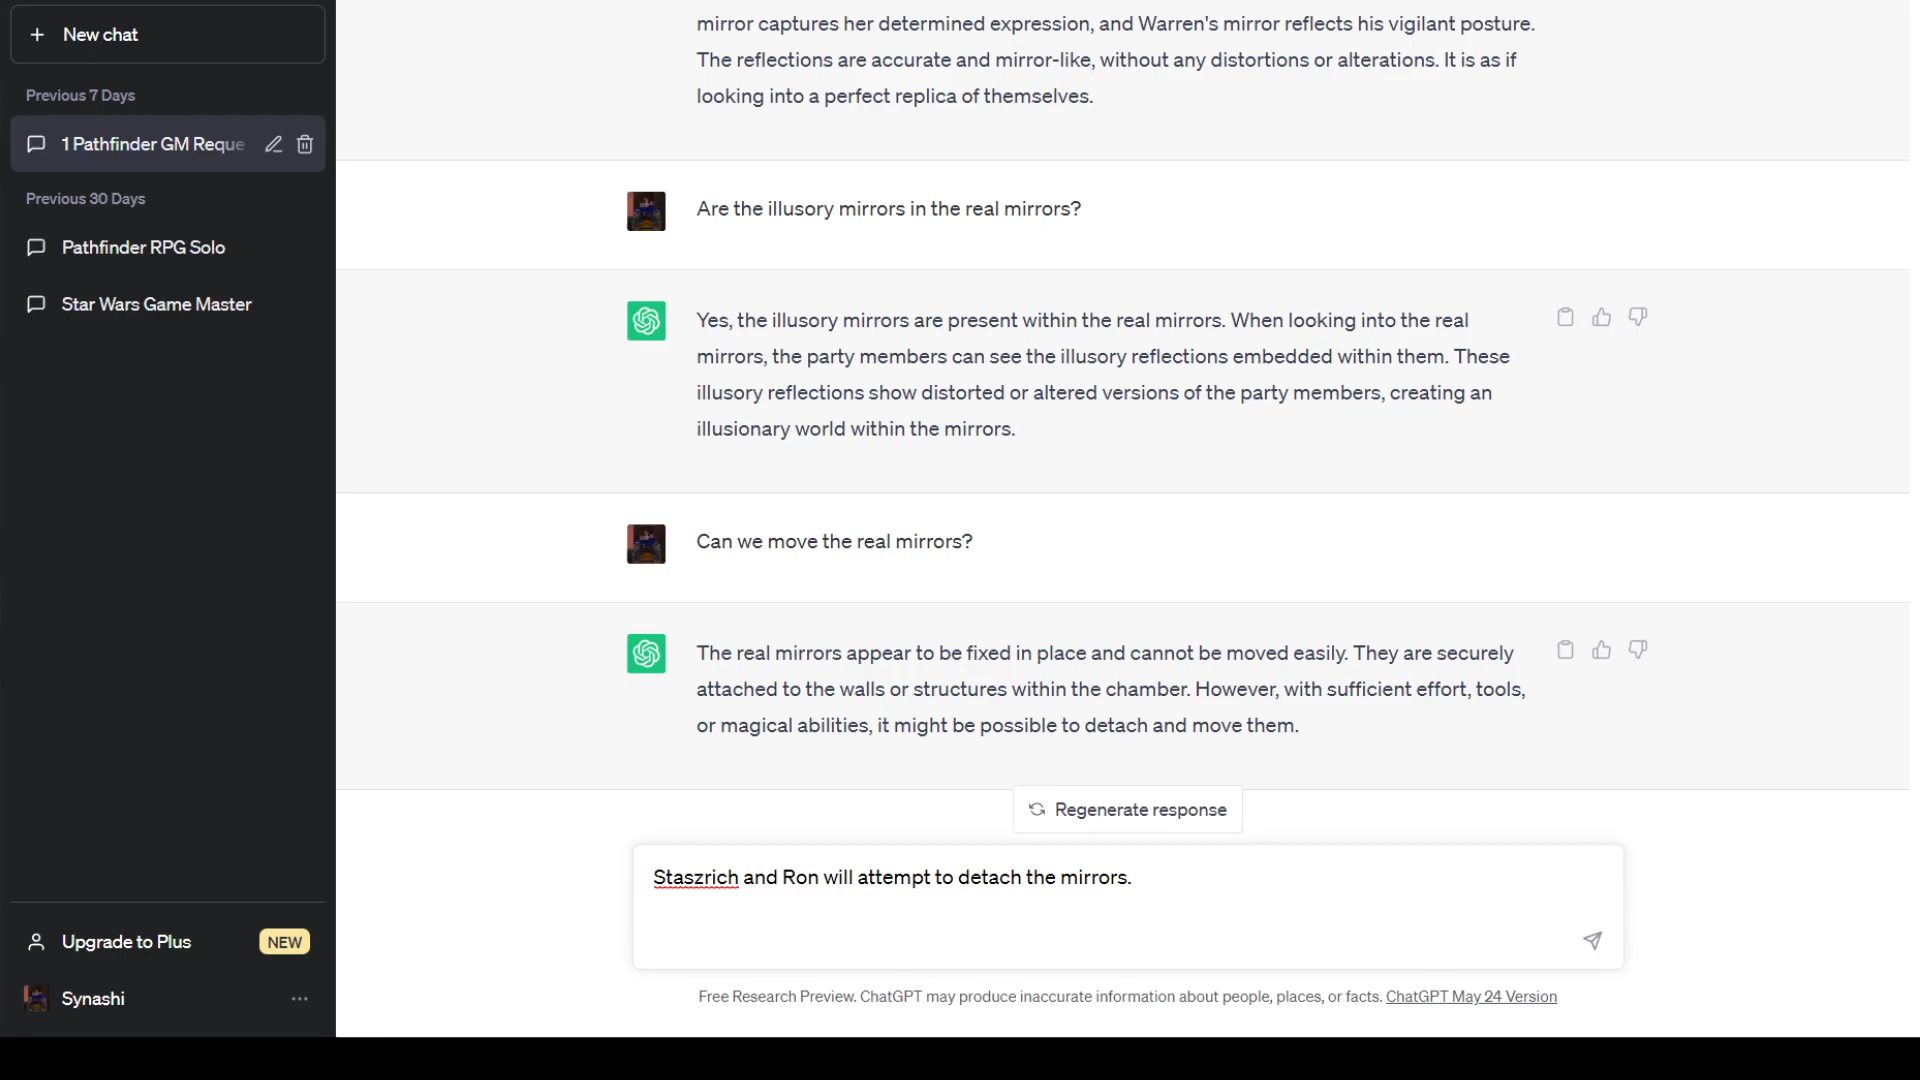 New chat
Previous 7 Days
1 Pathfinder GM Reque
Previous 30 Days
Pathfinder RPG Solo
Star Wars Game Master
Upgrade to Plus NEW
Synashi
mirror captures her determined expression, and Warren's mirror reflects his vigilant posture.
The reflections are accurate and mirror-like, without any distortions or alterations. It is as if
looking into a perfect replica of themselves.
Are the illusory mirrors in the real mirrors?
Yes, the illusory mirrors are present within the real mirrors. When looking into the real
mirrors, the party members can see the illusory reflections embedded within them. These
illusory reflections show distorted or altered versions of the party members, creating an
illusionary world within the mirrors.
Can we move the real mirrors?
The real mirrors appear to be fixed in place and cannot be moved easily. They are securely
attached to the walls or structures within the chamber. However, with sufficient effort, tools,
or magical abilities, it might be possible to detach and move them.
Regenerate response
Staszrich and Ron will attempt to detach the mirrors.
Free Research Preview. ChatGPT may produce inaccurate information about people, places, or facts. ChatGPT May 24 Version